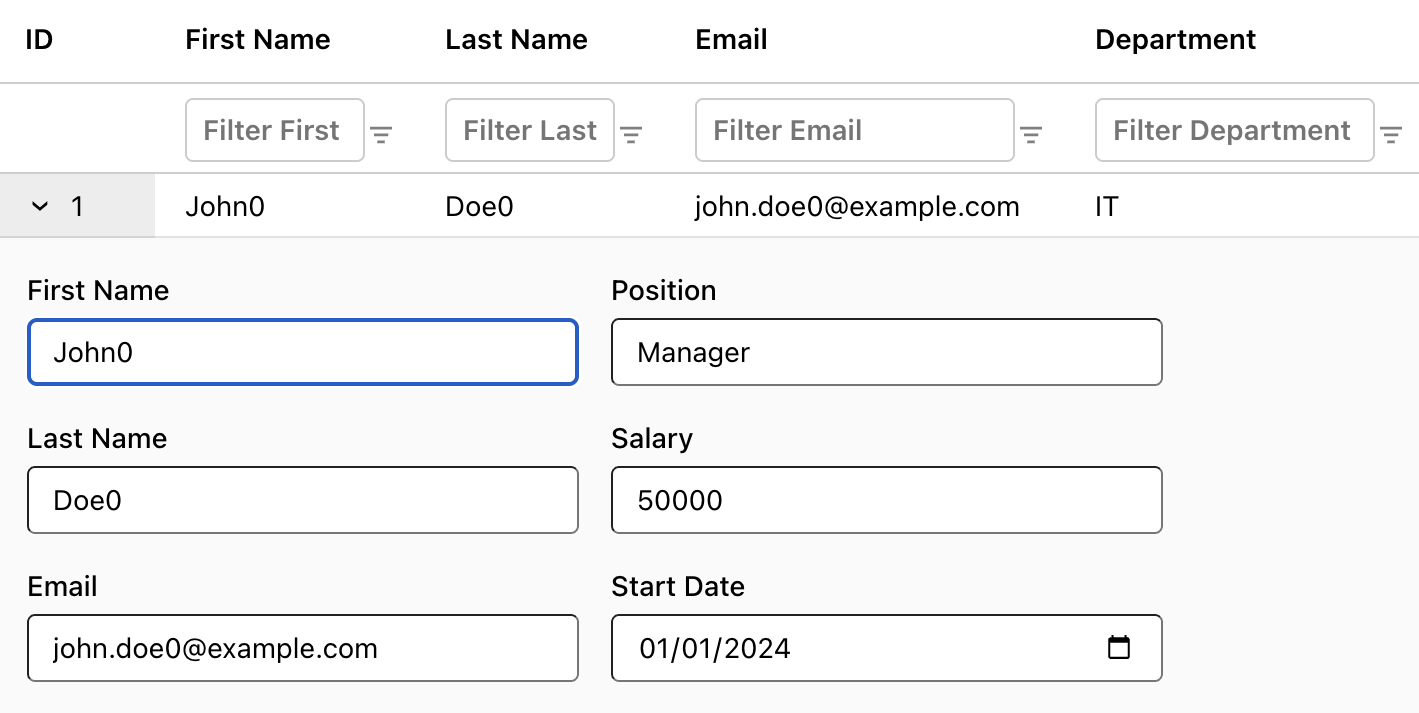 ID First Name Last Name Email Department
Filter First Filter Last Filter Email Filter Department
1 John0 Doe0 john.doe0@example.com IT
First Name Position
John0 Manager
Last Name Salary
Doe0 50000
Email Start Date
john.doe0@example.com 01/01/2024